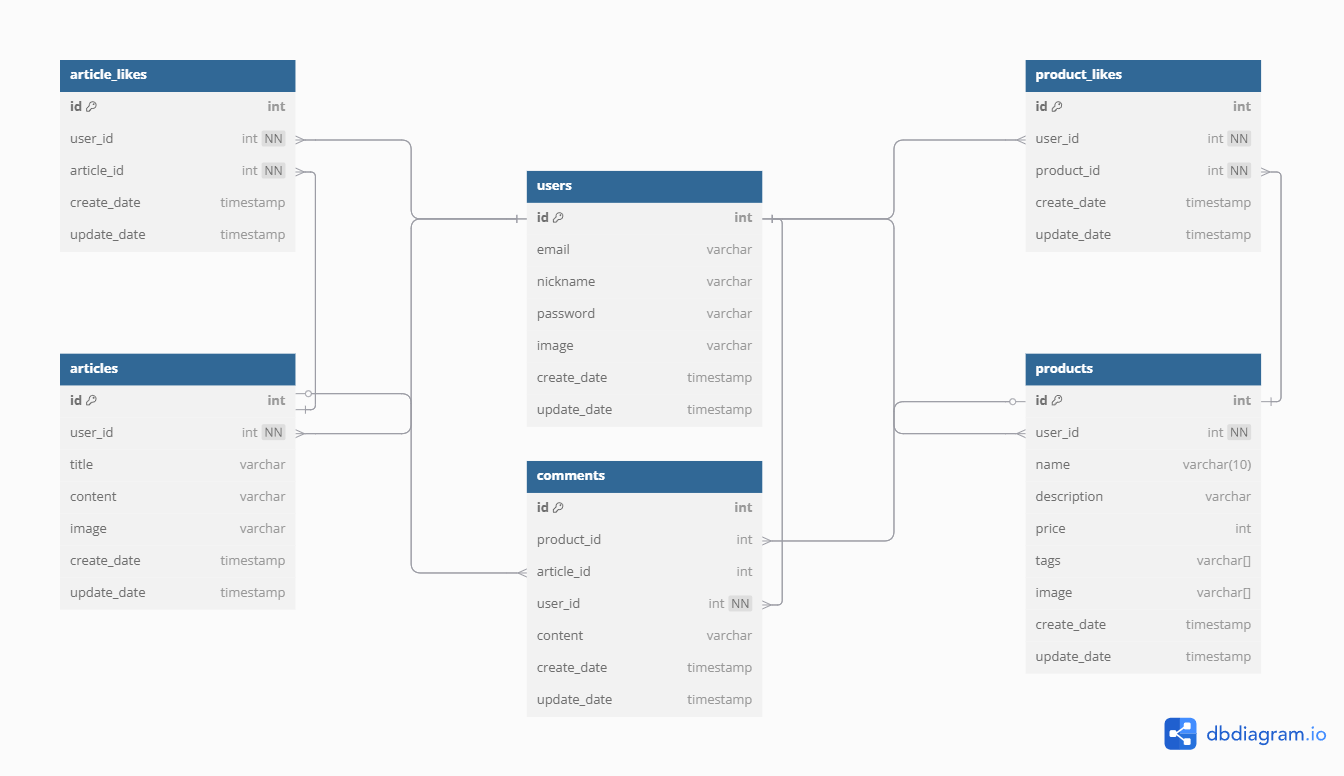 article_likes
id int
user_id int NN
article_id int NN
create_date timestamp
update_date timestamp
product_likes
id int
user_id int NN
product_id int NN
create_date timestamp
update_date timestamp
users
id int
email varchar
nickname varchar
password varchar
image varchar
create_date timestamp
update_date timestamp
articles
id int
user_id int NN
title varchar
content varchar
image varchar
create_date timestamp
update_date timestamp
comments
id int
product_id int
article_id int
user_id int NN
content varchar
create_date timestamp
update_date timestamp
products
id int
user_id int NN
name varchar(10)
description varchar
price int
tags varchar[]
image varchar[]
create_date timestamp
update_date timestamp
dbdiagram.io